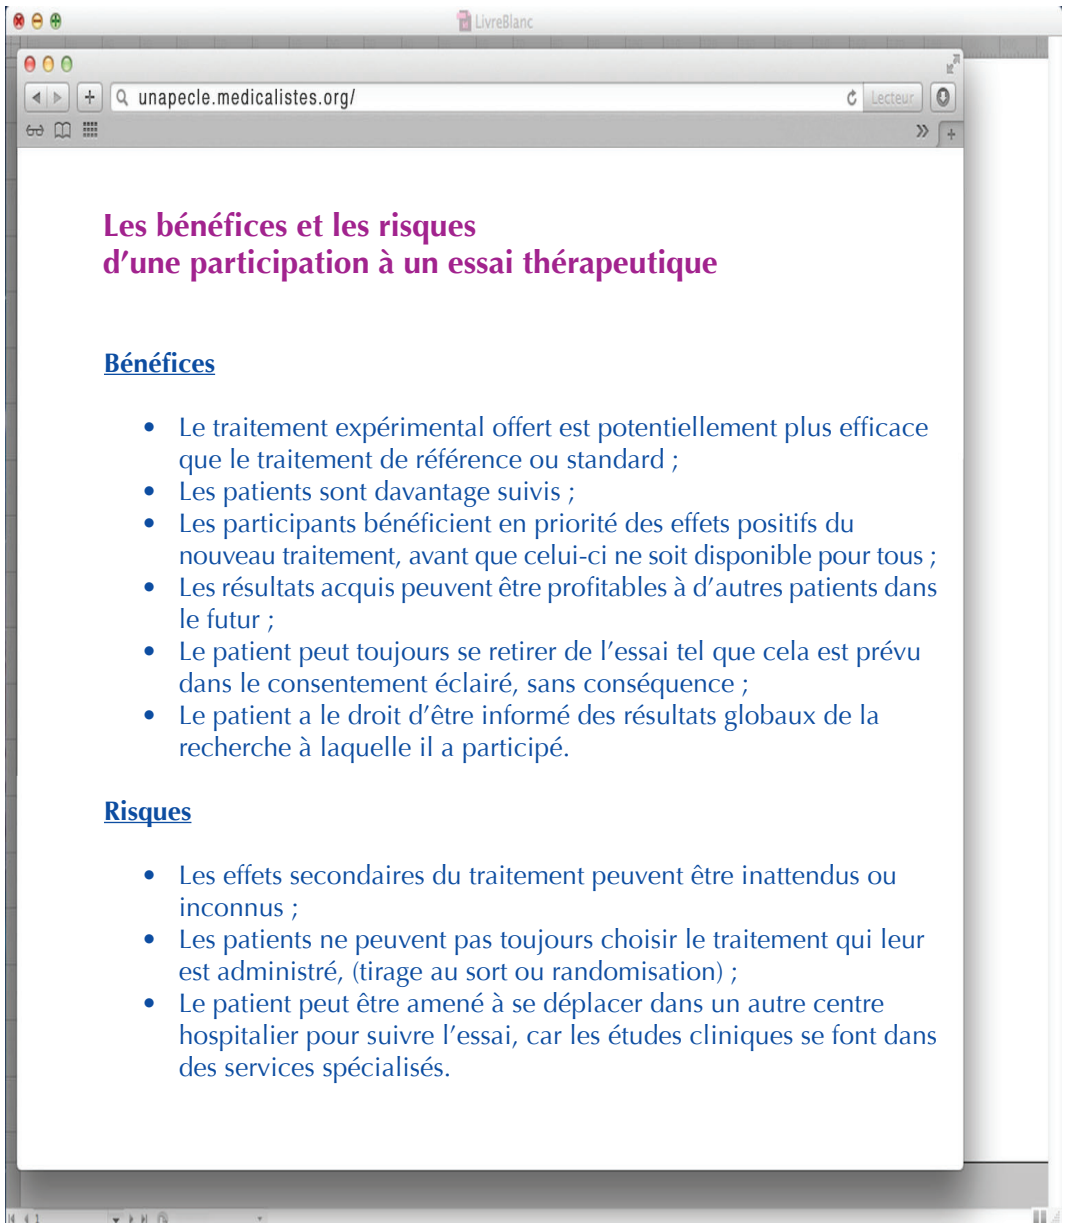 LivreBlanc
unapecle.medicalistes.org/
Lecteur
Les bénéfices et les risques
d’une participation à un essai thérapeutique
Bénéfices
• Le traitement expérimental offert est potentiellement plus efficace
que le traitement de référence ou standard ;
• Les patients sont davantage suivis ;
• Les participants bénéficient en priorité des effets positifs du
nouveau traitement, avant que celui-ci ne soit disponible pour tous ;
• Les résultats acquis peuvent être profitables à d’autres patients dans
le futur ;
• Le patient peut toujours se retirer de l’essai tel que cela est prévu
dans le consentement éclairé, sans conséquence ;
• Le patient a le droit d’être informé des résultats globaux de la
recherche à laquelle il a participé.
Risques
• Les effets secondaires du traitement peuvent être inattendus ou
inconnus ;
• Les patients ne peuvent pas toujours choisir le traitement qui leur
est administré, (tirage au sort ou randomisation) ;
• Le patient peut être amené à se déplacer dans un autre centre
hospitalier pour suivre l’essai, car les études cliniques se font dans
des services spécialisés.
1